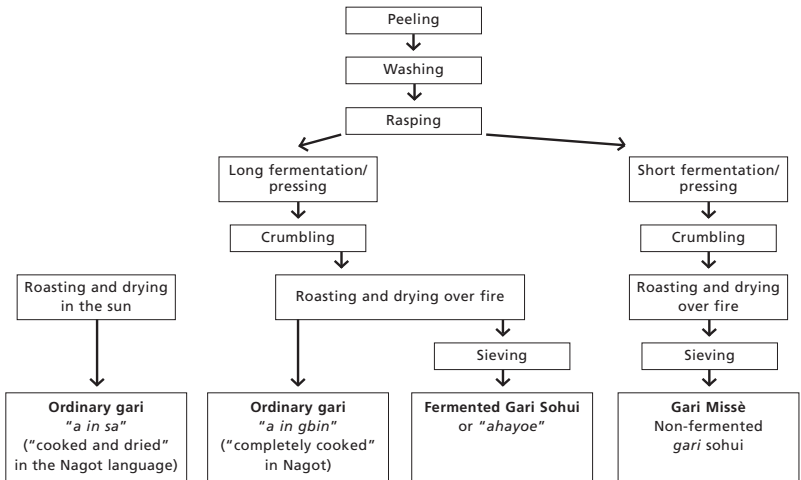 Peeling
Washing
Rasping
Long fermentation/
pressing
Short fermentation/
pressing
Crumbling
Crumbling
Roasting and drying
in the sun
Roasting and drying over fire
Roasting and drying
over fire
Sieving
Sieving
Ordinary gari
"a in sa"
("cooked and dried"
in the Nagot language)
Ordinary gari
"a in gbin"
("completely cooked"
in Nagot)
Fermented Gari Sohui
or "ahayoe"
Gari Missè
Non-fermented
gari sohui